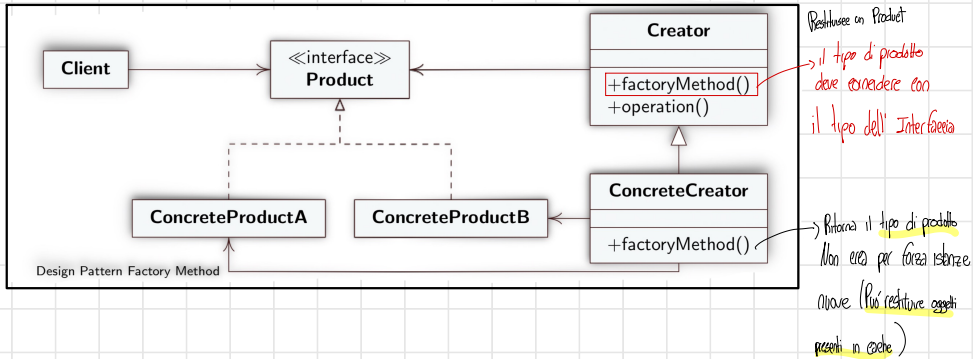 Client
≪interface≫
Product
Creator
+factoryMethod()
+operation()
ConcreteProductA
ConcreteProductB
ConcreteCreator
+factoryMethod()
Design Pattern Factory Method
Restituisce un Product
il tipo di prodotto
deve coincidere con
il tipo dell' Interfaccia
Ritorna il tipo di prodotto
Non crea per forza istanze
nuove (Può restituire oggetti
presenti in cache)